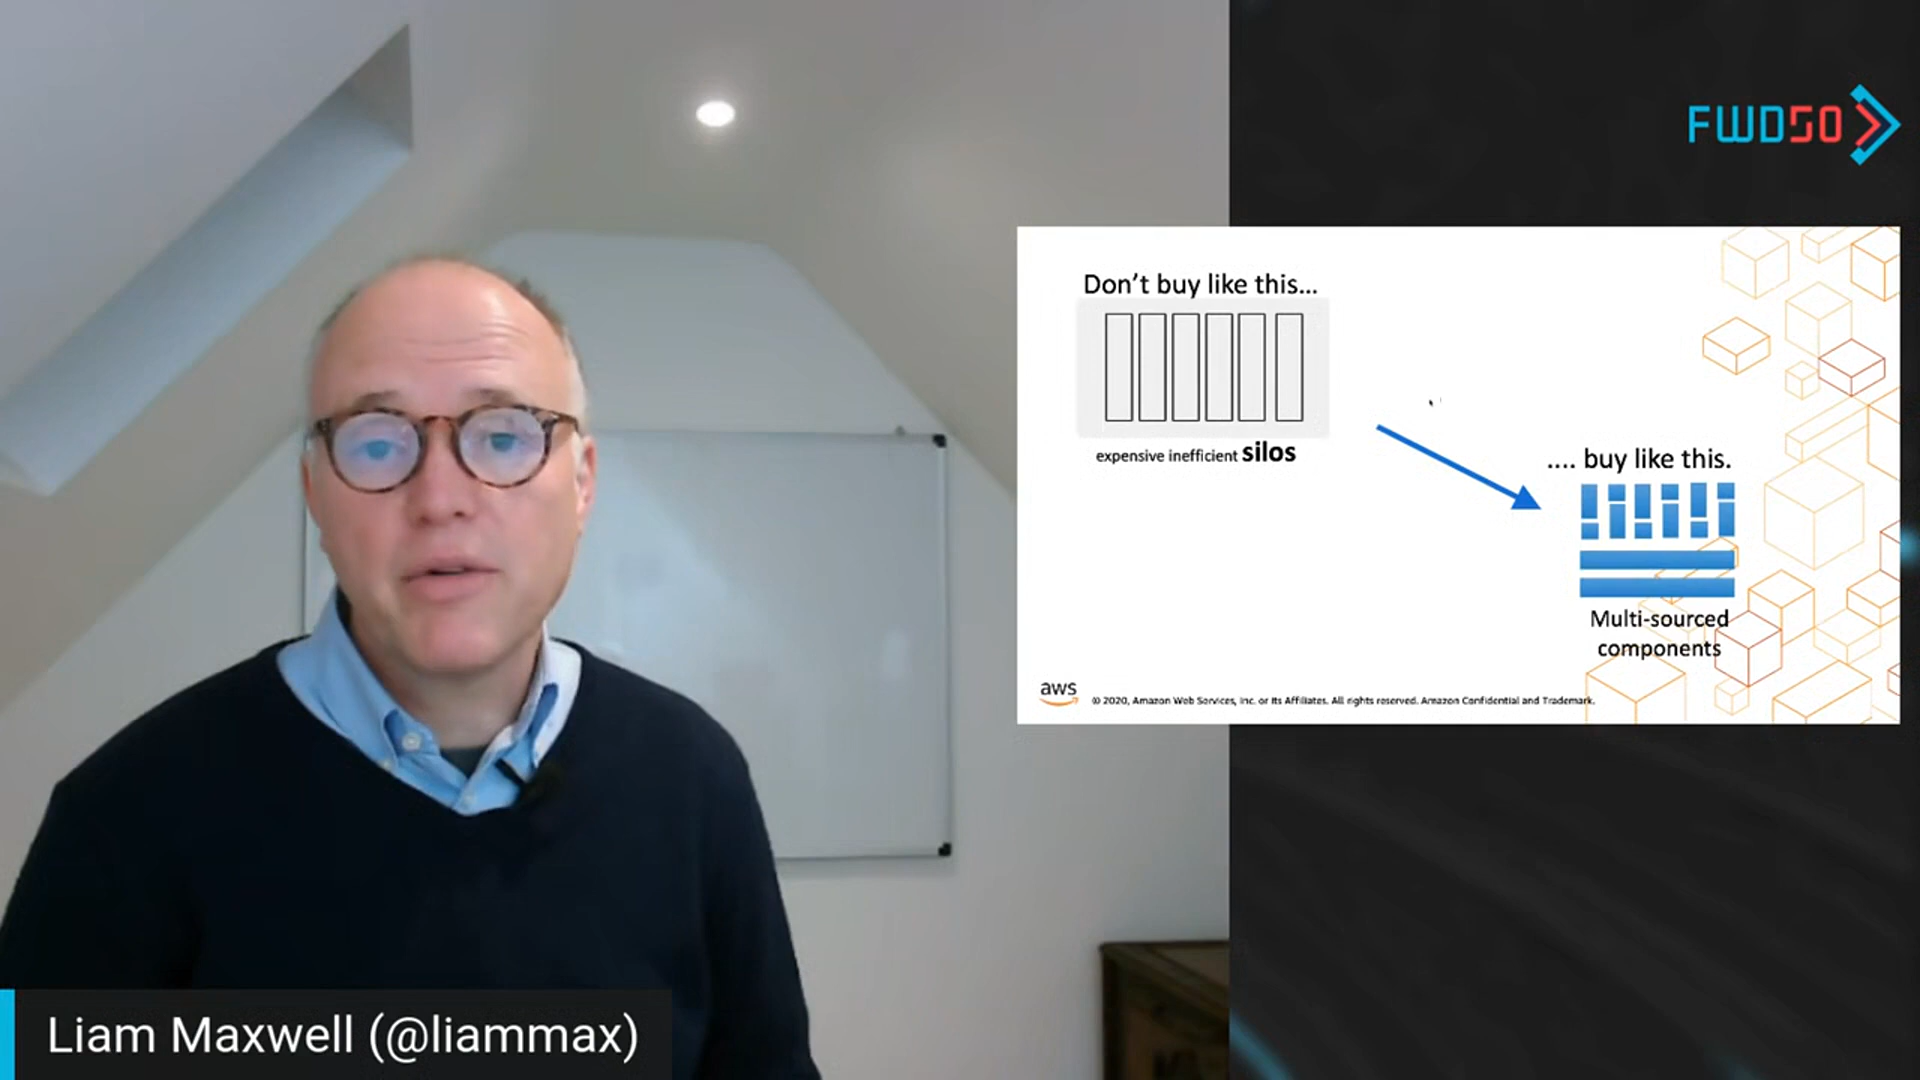 FWD50
Don’t buy like this...
expensive inefficient silos
.... buy like this.
Multi-sourced
components
aws
© 2020, Amazon Web Services, Inc. or its Affiliates. All rights reserved. Amazon Confidential and Trademark.
Liam Maxwell (@liammax)